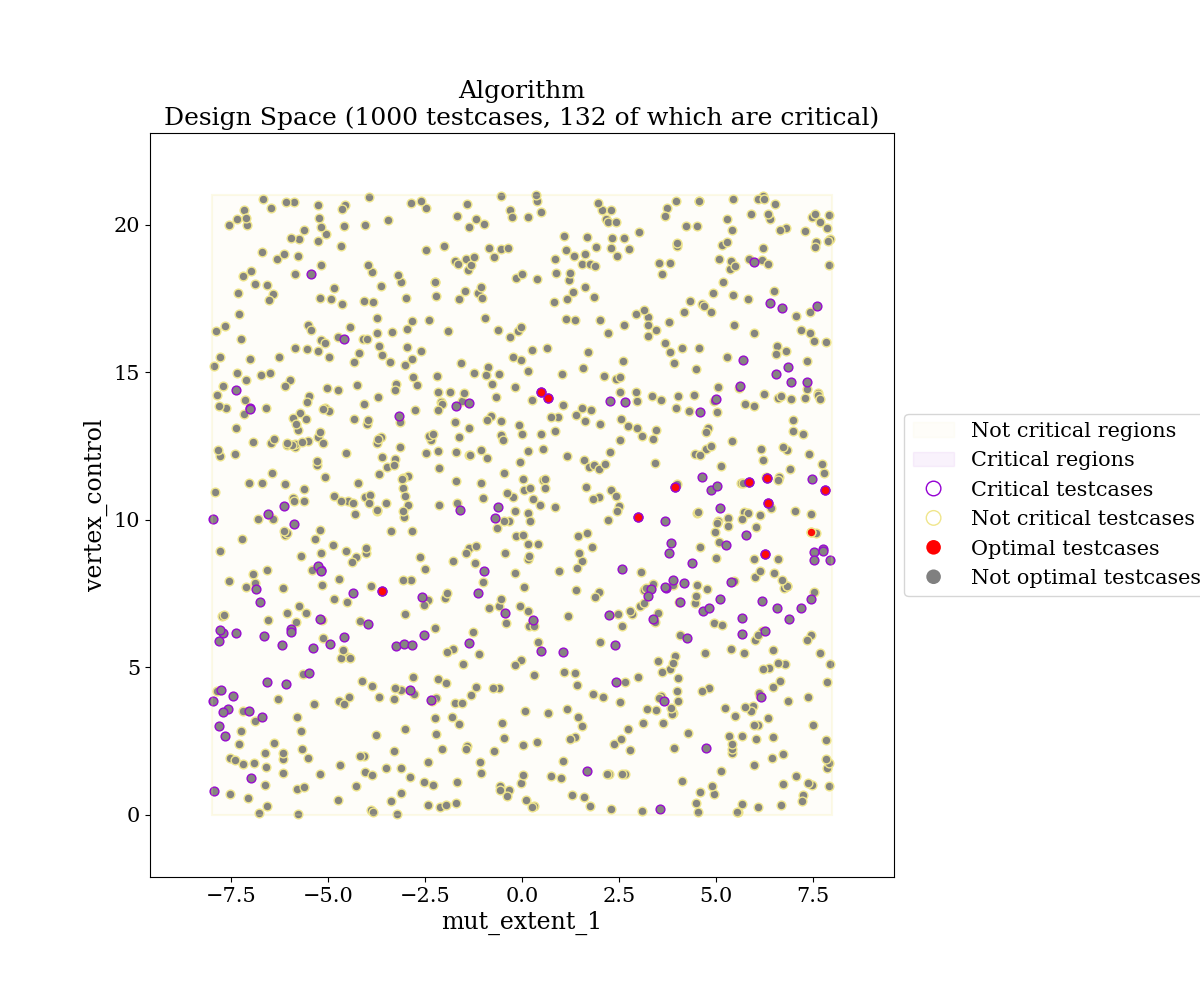 Algorithm
Design Space (1000 testcases, 132 of which are critical)
20
15
10
5
0
vertex_control
−7.5 −5.0 −2.5 0.0 2.5 5.0 7.5
mut_extent_1
Not critical regions
Critical regions
Critical testcases
Not critical testcases
Optimal testcases
Not optimal testcases